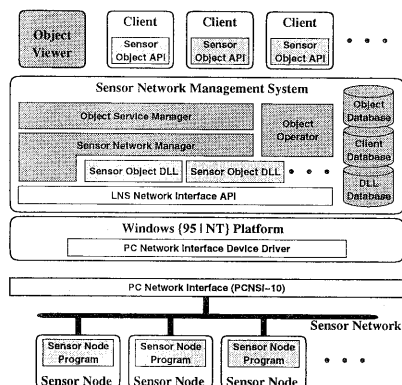 Object Viewer
Client
Client
Client
Sensor Object API
Sensor Object API
Sensor Object API
Sensor Network Management System
Object Service Manager
Sensor Network Manager
Object Operator
Object Database
Client Database
DLL Database
Sensor Object DLL
Sensor Object DLL
LNS Network Interface API
Windows {95 | NT} Platform
PC Network Interface Device Driver
PC Network Interface (PCNSI-10)
Sensor Network
Sensor Node Program
Sensor Node Program
Sensor Node Program
Sensor Node
Sensor Node
Sensor Node